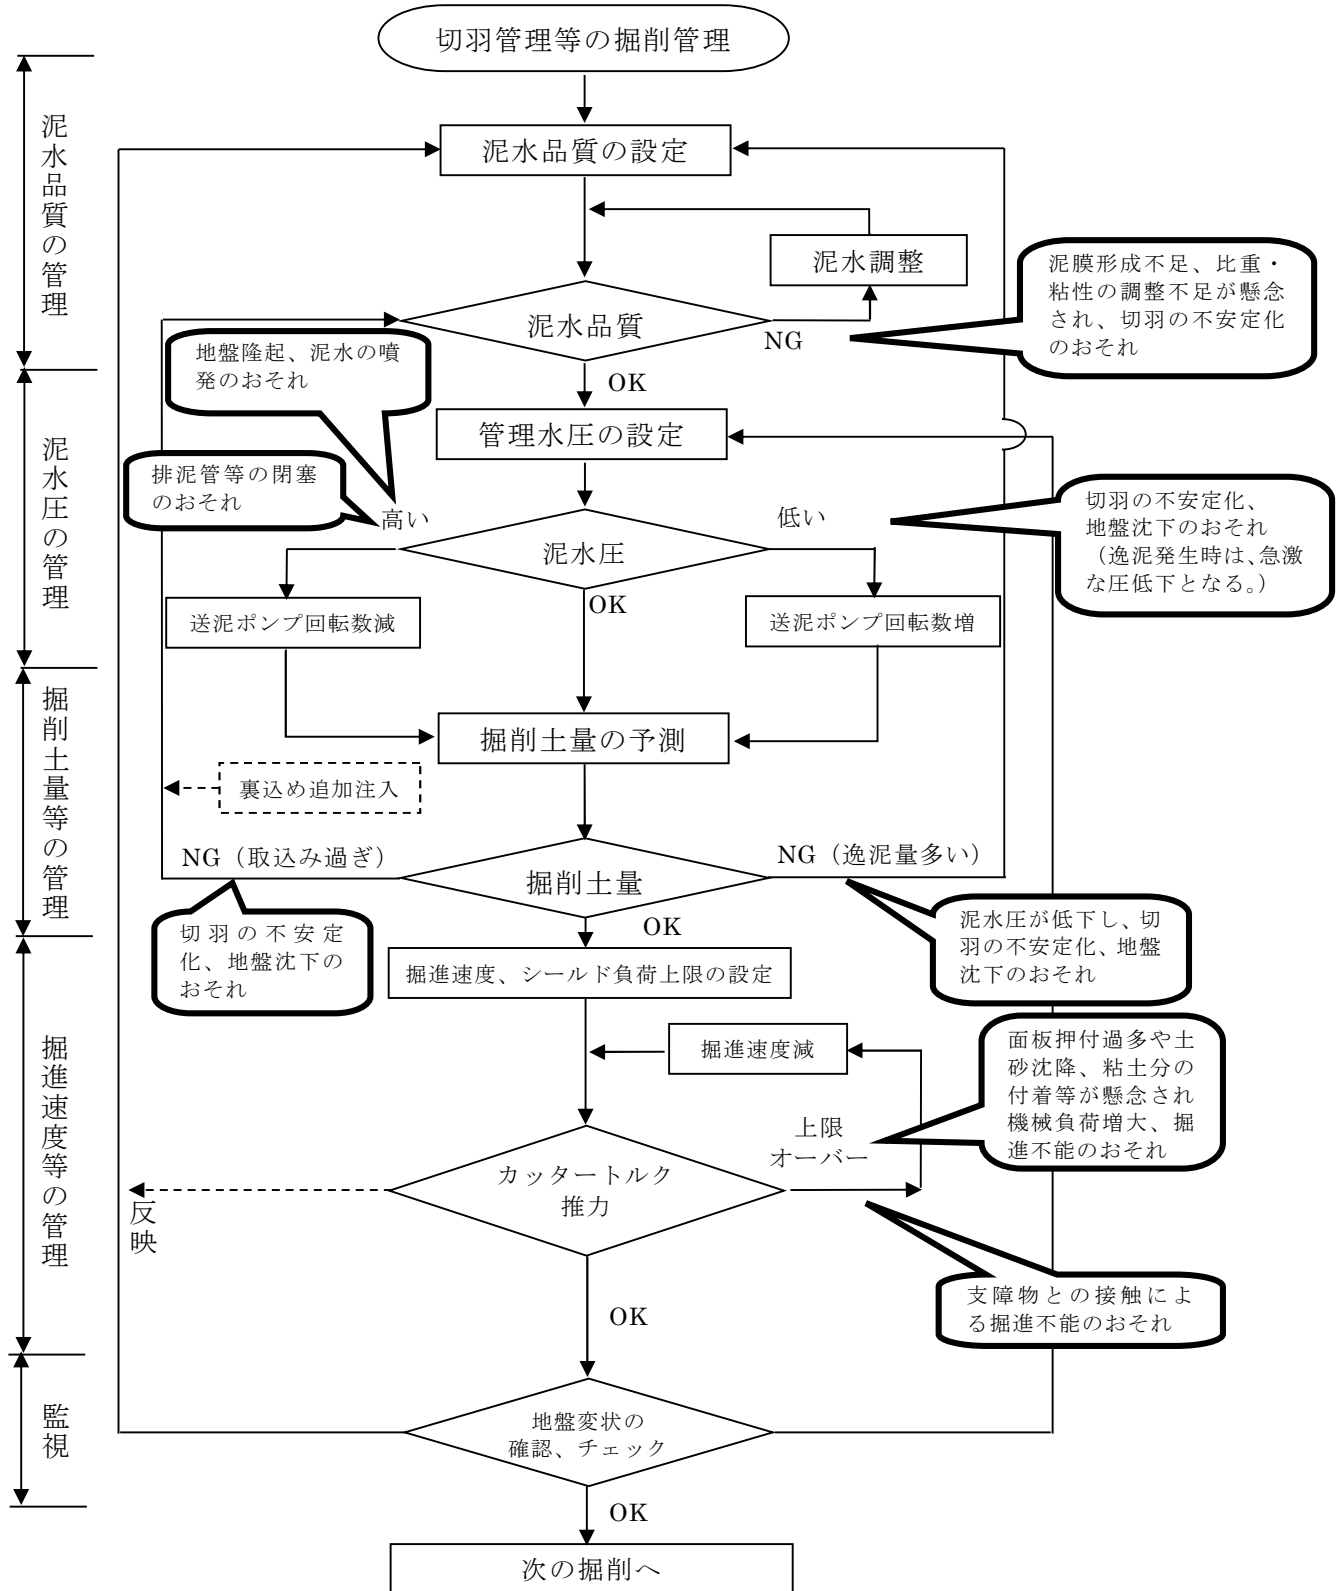 切羽管理等の掘削管理
泥水品質の管理
泥水品質の設定
泥水調整
泥水品質
NG
泥膜形成不足、比重・
粘性の調整不足が懸念
され、切羽の不安定化
のおそれ
地盤隆起、泥水の噴
発のおそれ
OK
泥水圧の管理
管理水圧の設定
排泥管等の閉塞
のおそれ
高い
低い
切羽の不安定化、
地盤沈下のおそれ
（逸泥発生時は、急激
な圧低下となる。）
泥水圧
OK
送泥ポンプ回転数減
送泥ポンプ回転数増
掘削土量等の管理
掘削土量の予測
裏込め追加注入
NG（取込み過ぎ）
NG（逸泥量多い）
掘削土量
OK
切羽の不安定
化、地盤沈下の
おそれ
泥水圧が低下し、切
羽の不安定化、地盤
沈下のおそれ
掘進速度、シールド負荷上限の設定
掘進速度等の管理
掘進速度減
面板押付過多や土
砂沈降、粘土分の
付着等が懸念され
機械負荷増大、掘
進不能のおそれ
上限
オーバー
カッタートルク
推力
反映
支障物との接触によ
る掘進不能のおそれ
OK
監視
地盤変状の
確認、チェック
OK
次の掘削へ